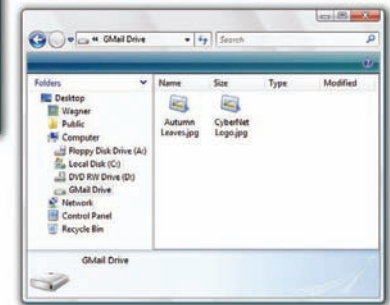 « GMail Drive
Search
Folders
Name Size Type Modified
Desktop
Wagner
Public
Computer
Floppy Disk Drive (A:)
Local Disk (C:)
DVD RW Drive (D:)
GMail Drive
Network
Control Panel
Recycle Bin
Autumn
Leaves.jpg
CyberNet
Logo.jpg
GMail Drive